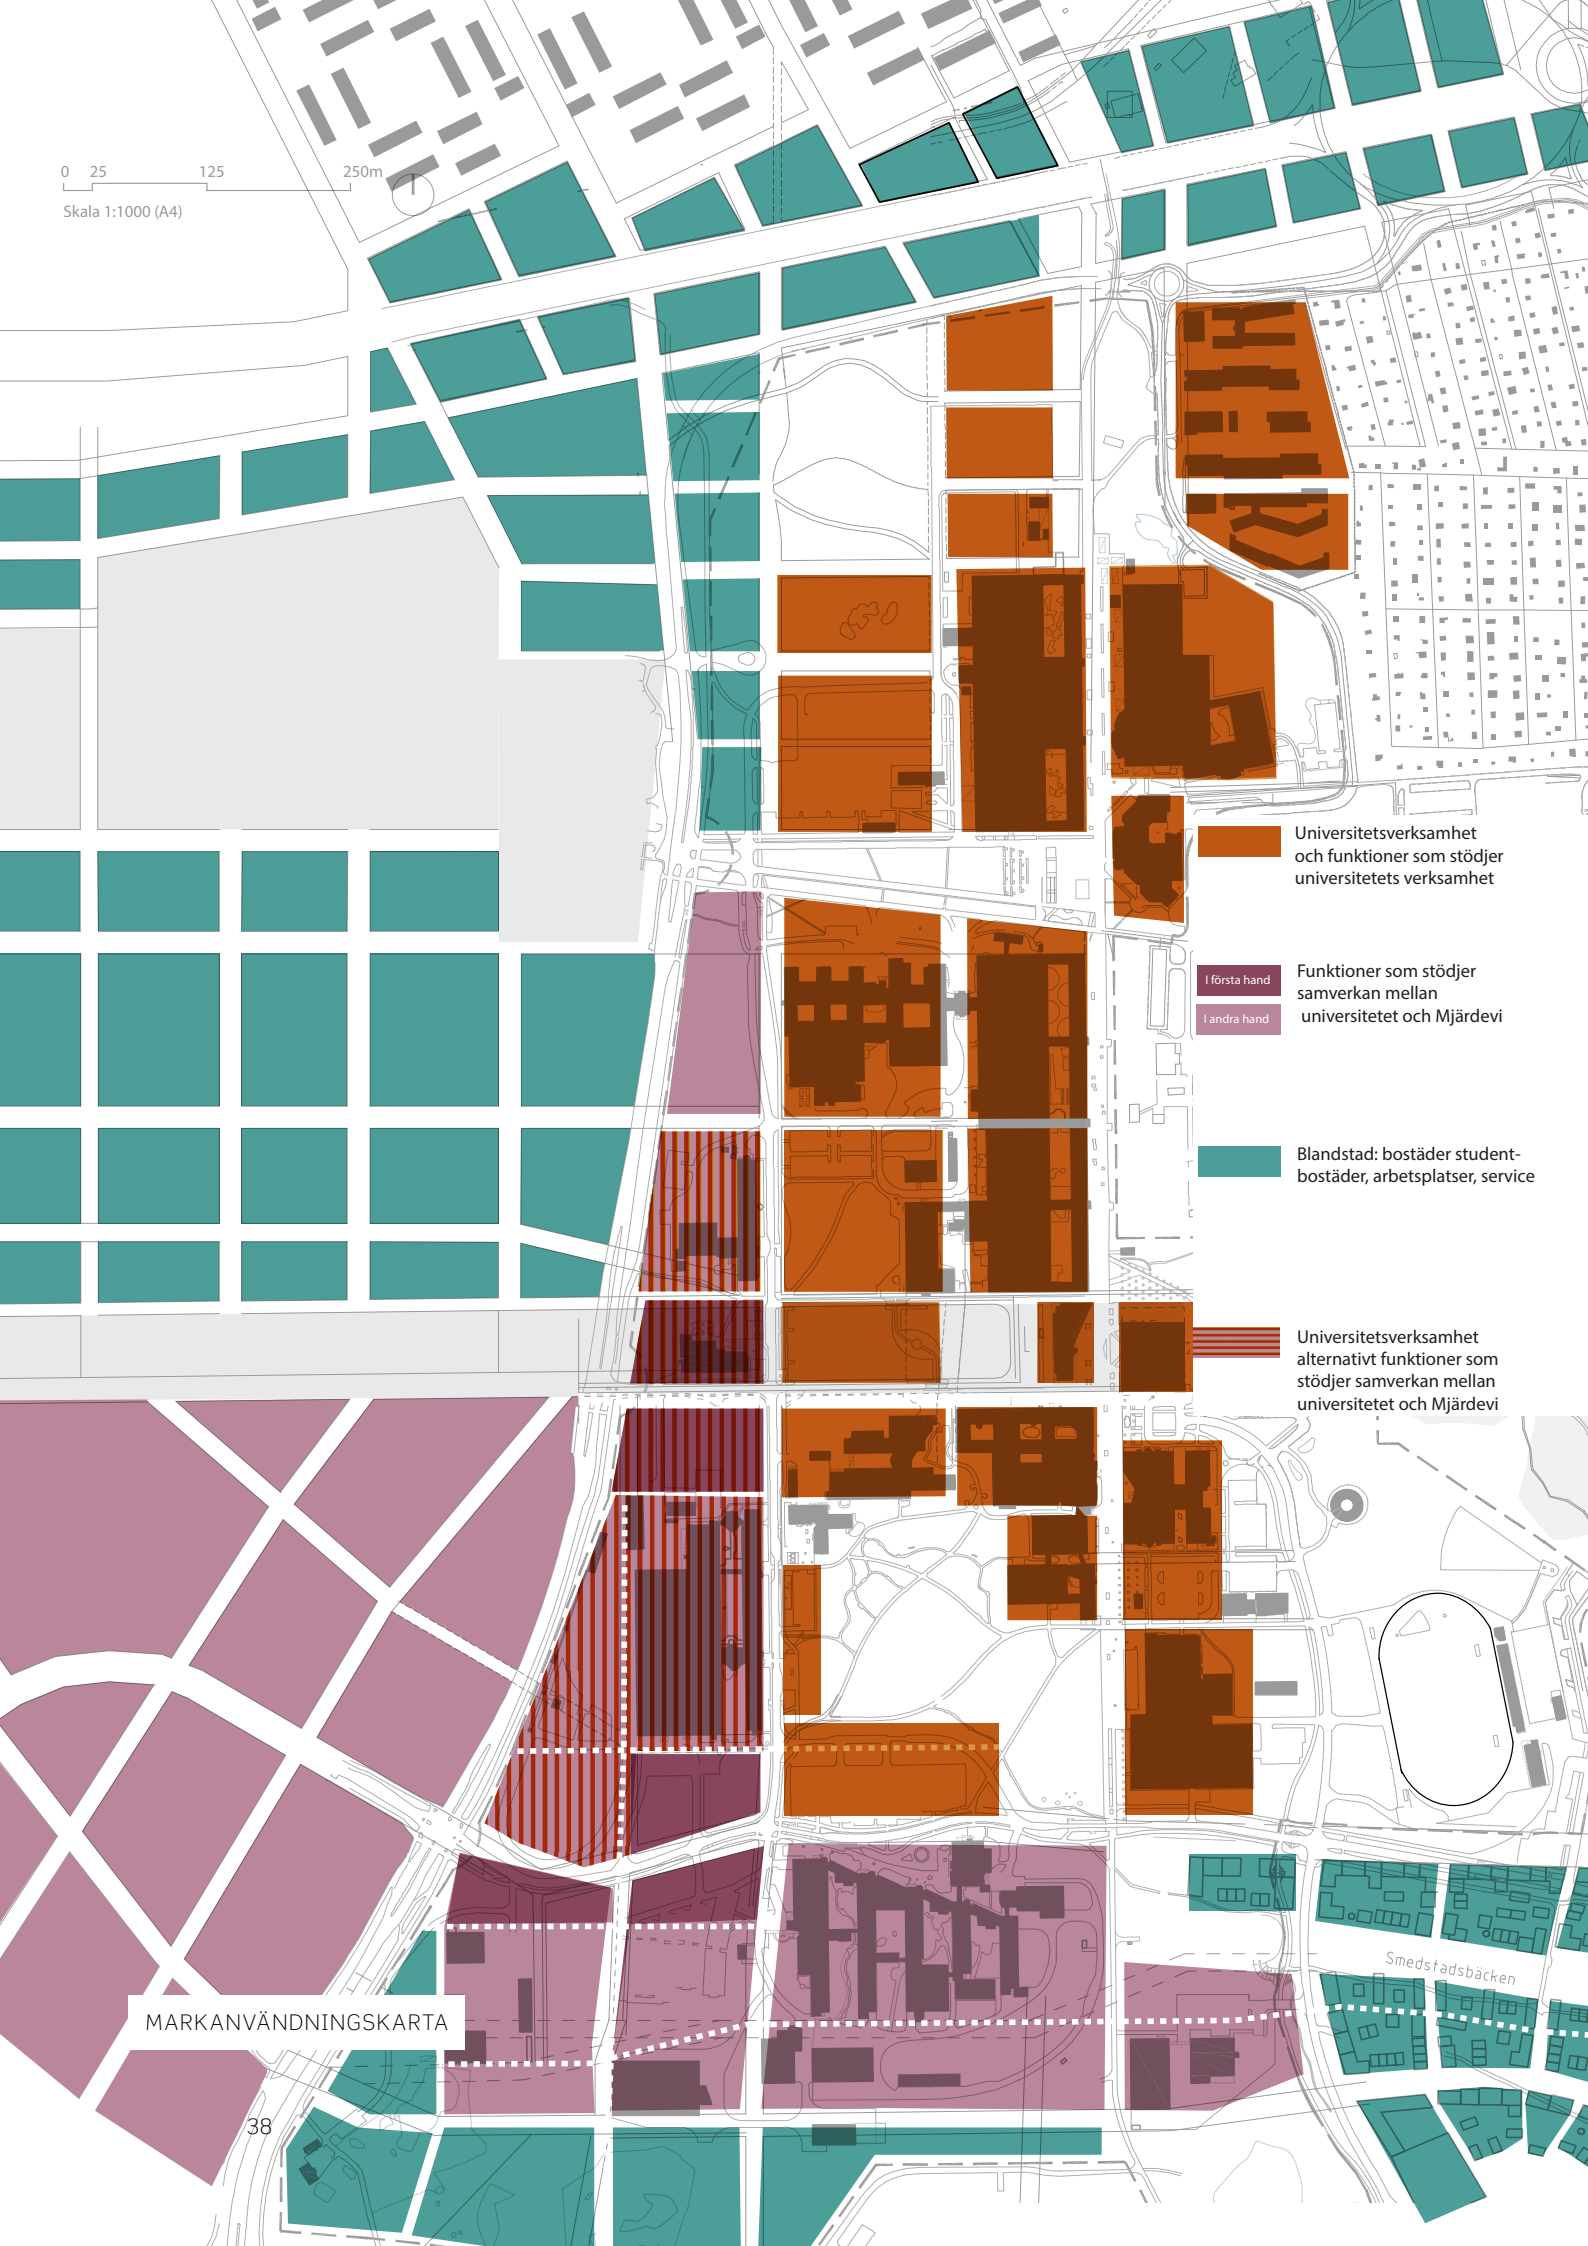 0 25 125 250m
Skala 1:1000 (A4)
Universitetsverksamhet
och funktioner som stödjer
universitetets verksamhet
I första hand
I andra hand
Funktioner som stödjer
samverkan mellan
universitetet och Mjärdevi
Blandstad: bostäder student-
bostäder, arbetsplatser, service
Universitetsverksamhet
alternativt funktioner som
stödjer samverkan mellan
universitetet och Mjärdevi
Smedstadsbäcken
MARKANVÄNDNINGSKARTA
38